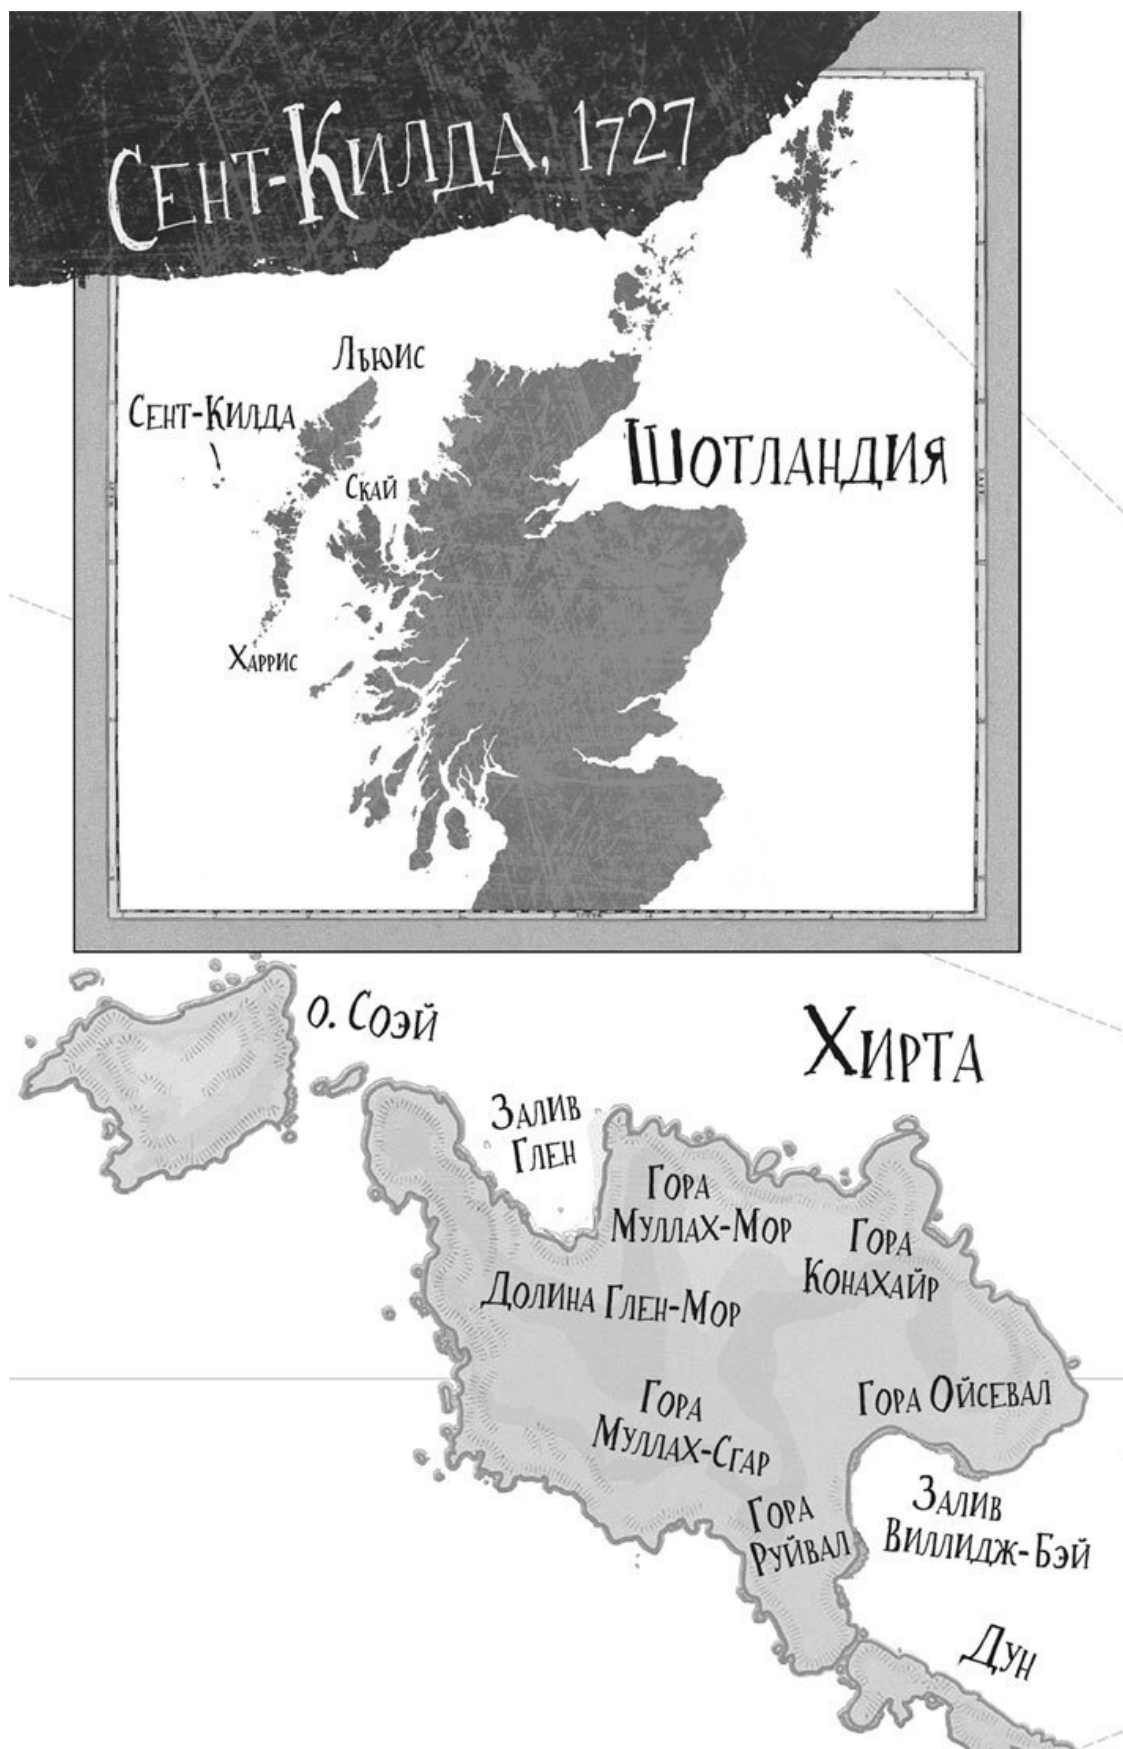 Сент-Килда, 1727
Льюис
Сент-Килда
Шотландия
Скай
Харрис
о. Соэй
Хирта
Залив
Глен
Гора
Муллах-Мор
Гора
Конахайр
Долина Глен-Мор
Гора Ойсевал
Гора
Муллах-Сгар
Залив
Виллидж-Бэй
Гора
Руйвал
Дун